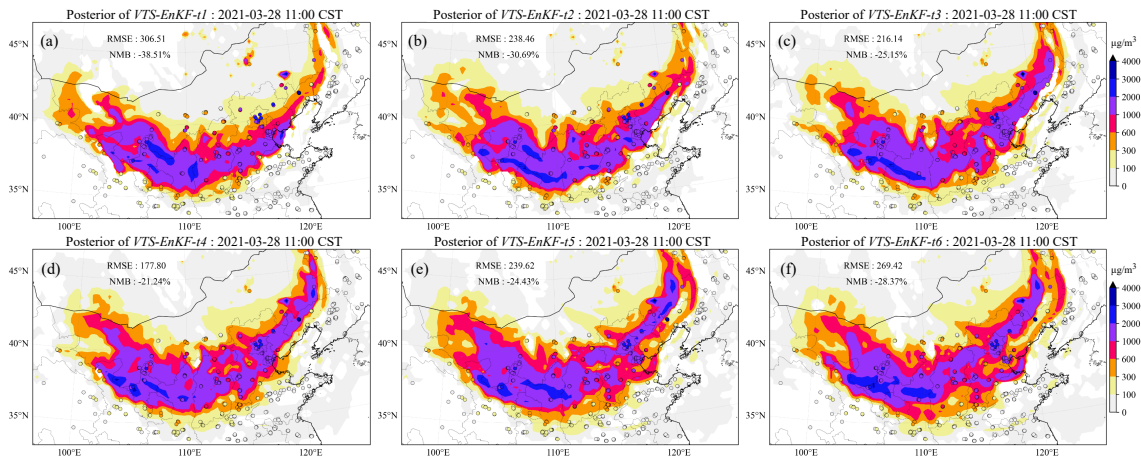 Posterior of VTS-EnKF-t1 : 2021-03-28 11:00 CST
Posterior of VTS-EnKF-t2 : 2021-03-28 11:00 CST
Posterior of VTS-EnKF-t3 : 2021-03-28 11:00 CST
45°N
40°N
35°N
(a)
RMSE : 306.51
NMB : -38.51%
(b)
RMSE : 238.46
NMB : -30.69%
(c)
RMSE : 216.14
NMB : -25.15%
μg/m³
4000
3000
2000
1000
600
300
100
0
100°E
110°E
120°E
100°E
110°E
120°E
100°E
110°E
120°E
Posterior of VTS-EnKF-t4 : 2021-03-28 11:00 CST
Posterior of VTS-EnKF-t5 : 2021-03-28 11:00 CST
Posterior of VTS-EnKF-t6 : 2021-03-28 11:00 CST
45°N
40°N
35°N
(d)
RMSE : 177.80
NMB : -21.24%
(e)
RMSE : 239.62
NMB : -24.43%
(f)
RMSE : 269.42
NMB : -28.37%
μg/m³
4000
3000
2000
1000
600
300
100
0
100°E
110°E
120°E
100°E
110°E
120°E
100°E
110°E
120°E